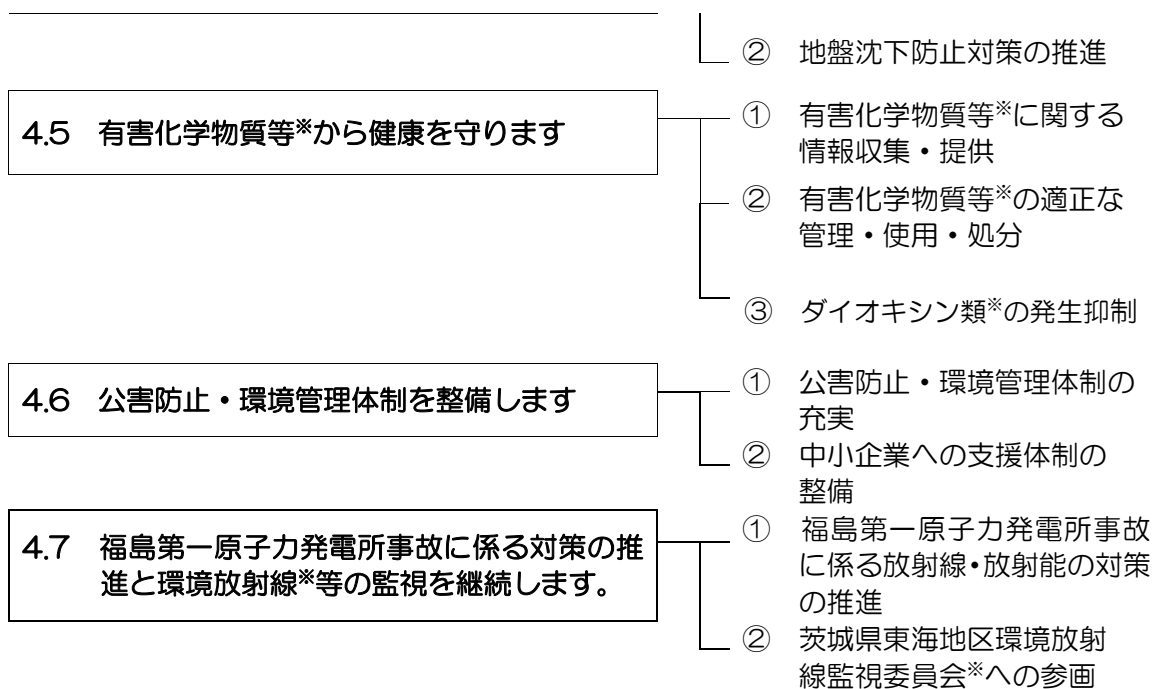 ② 地盤沈下防止対策の推進
4.5 有害化学物質等※から健康を守ります
① 有害化学物質等※に関する
情報収集・提供
② 有害化学物質等※の適正な
管理・使用・処分
③ ダイオキシン類※の発生抑制
4.6 公害防止・環境管理体制を整備します
① 公害防止・環境管理体制の
充実
② 中小企業への支援体制の
整備
4.7 福島第一原子力発電所事故に係る対策の推
進と環境放射線※等の監視を継続します。
① 福島第一原子力発電所事故
に係る放射線・放射能の対策
の推進
② 茨城県東海地区環境放射
線監視委員会※への参画